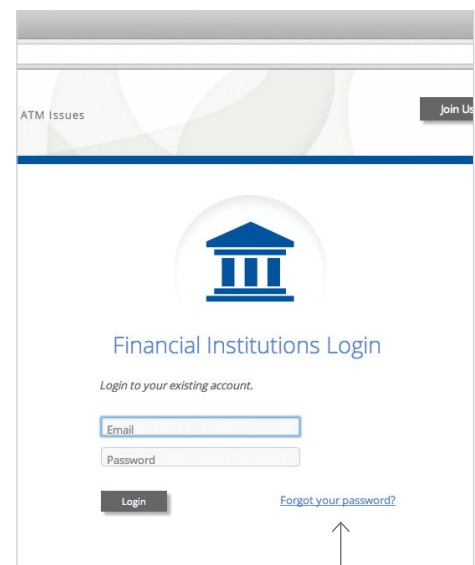 ATM Issues
Join Us
Financial Institutions Login
Login to your existing account.
Email
Password
Login
Forgot your password?